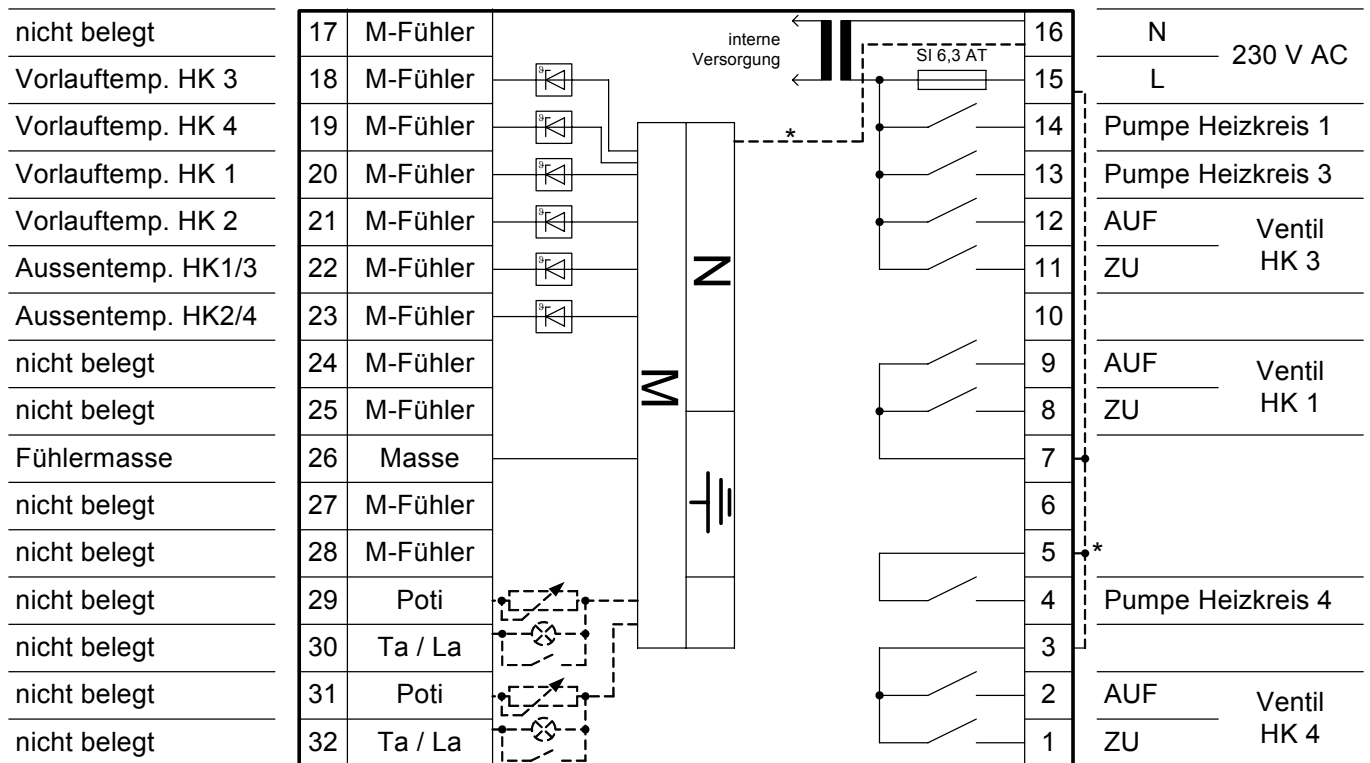 nicht belegt 17 M-Fühler interne Versorgung 16 N 230 V AC
Vorlauftemp. HK 3 18 M-Fühler SI 6,3 AT 15 L
Vorlauftemp. HK 4 19 M-Fühler * 14 Pumpe Heizkreis 1
Vorlauftemp. HK 1 20 M-Fühler 13 Pumpe Heizkreis 3
Vorlauftemp. HK 2 21 M-Fühler 12 AUF Ventil HK 3
Aussentemp. HK1/3 22 M-Fühler N 11 ZU
Aussentemp. HK2/4 23 M-Fühler 10
nicht belegt 24 M-Fühler M 9 AUF Ventil HK 1
nicht belegt 25 M-Fühler 8 ZU
Fühlermasse 26 Masse 7
nicht belegt 27 M-Fühler 6
nicht belegt 28 M-Fühler 5 *
nicht belegt 29 Poti 4 Pumpe Heizkreis 4
nicht belegt 30 Ta / La 3
nicht belegt 31 Poti 2 AUF Ventil HK 4
nicht belegt 32 Ta / La 1 ZU